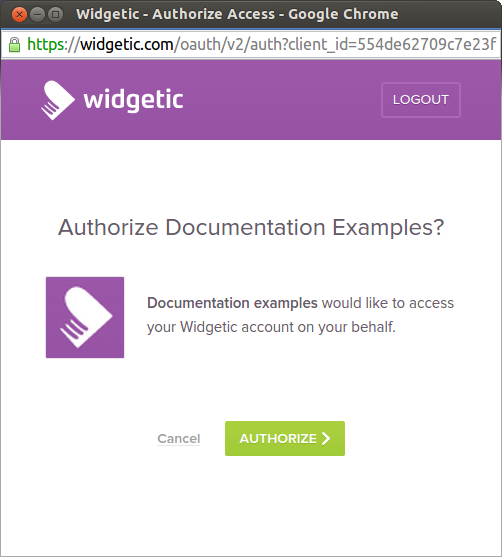 Widgetic - Authorize Access - Google Chrome
https://widgetic.com/oauth/v2/auth?client_id=554de62709c7e23f
widgetic
LOGOUT
Authorize Documentation Examples?
Documentation examples would like to access
your Widgetic account on your behalf.
Cancel
AUTHORIZE